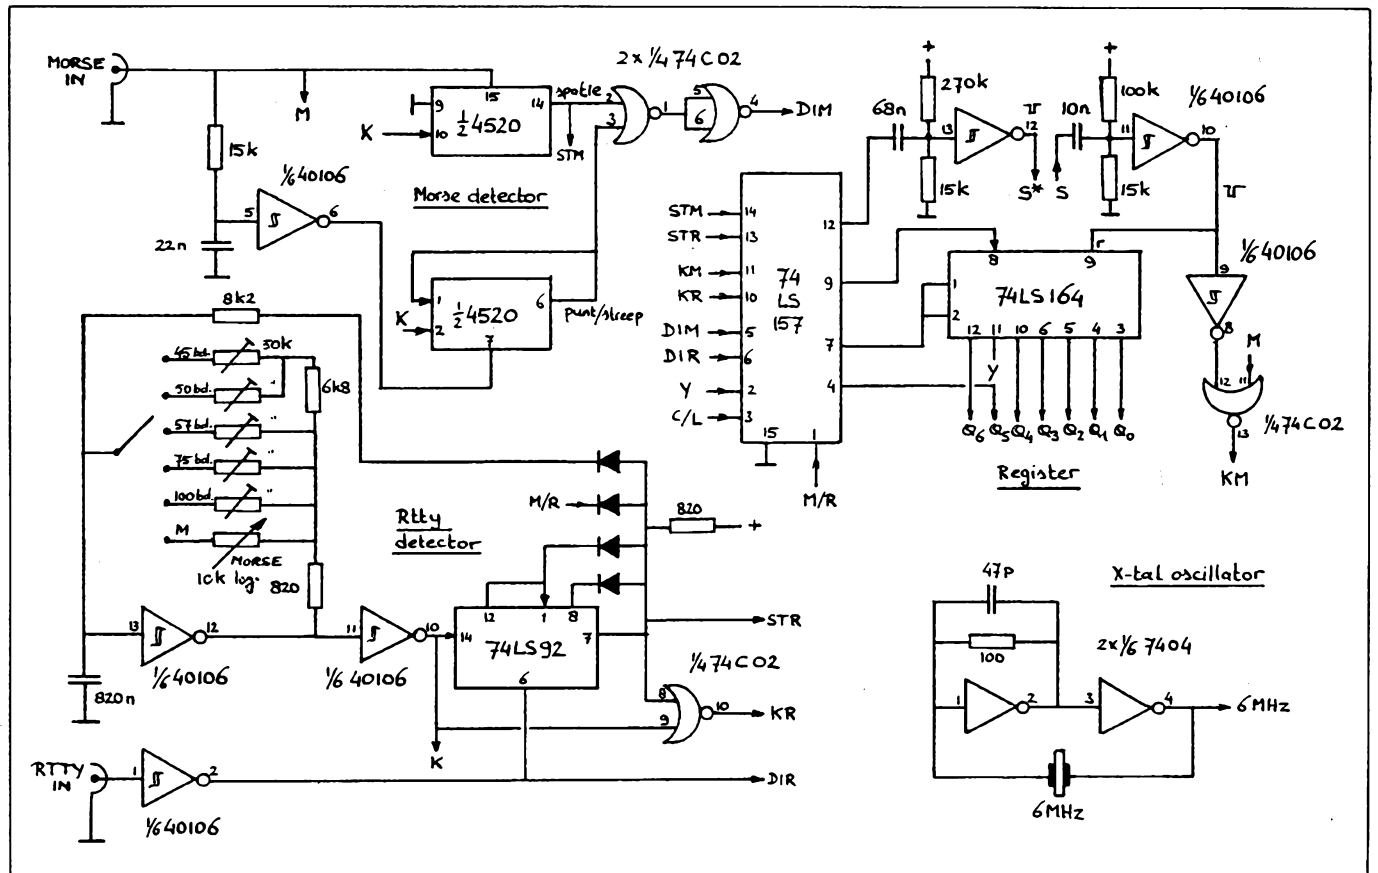 MORSE
IN
M
15k
22n
1/6 40106
5
6
9
15
14
K
10
1/2 4520
spatie
STM
Morse detector
2 x 1/4 74C02
2
3
1
5
6
4
DIM
1
K
2
1/2 4520
6
7
punt/streep
8k2
45bd.
50k
50bd.
"
57bd.
"
75bd.
"
100bd.
"
M
MORSE
10k log.
6k8
820
Rtty
detector
M/R
820
+
13
12
1/6 40106
820n
11
10
1/6 40106
12
1
8
14
74LS92
7
6
STR
1/4 74C02
8
9
10
KR
K
RTTY
IN
1
2
1/6 40106
DIR
STM
14
STR
13
KM
11
KR
10
DIM
5
DIR
6
Y
2
C/L
3
74
LS
157
12
9
7
4
15
1
M/R
+
270k
68n
13
12
15k
S*
+
100k
10n
11
10
15k
S
1/6 40106
8
r
9
1
2
74LS164
12
11
10
6
5
4
3
Y
Q6
Q5
Q4
Q3
Q2
Q1
Q0
Register
9
1/6 40106
8
M
12
11
1/4 74C02
13
KM
X-tal oscillator
47p
100
2x 1/6 7404
1
2
3
4
6MHz
6MHz